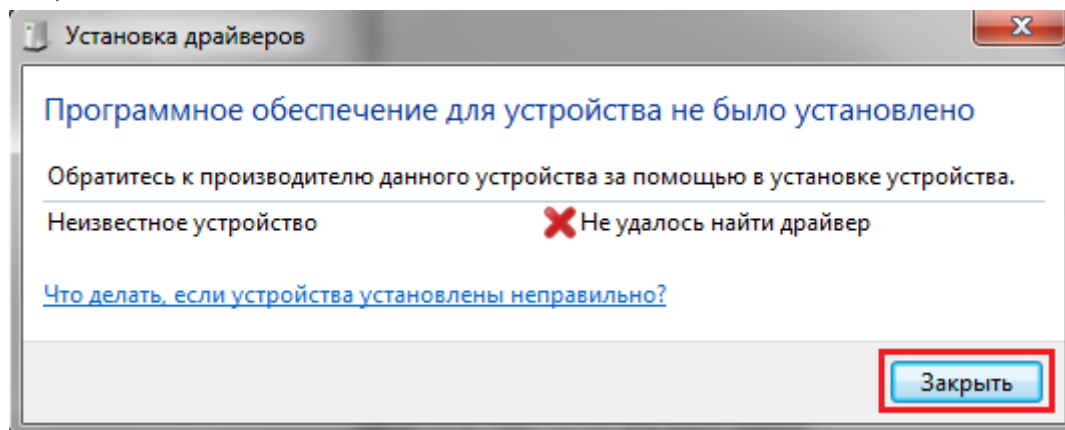 Установка драйверов
Программное обеспечение для устройства не было установлено
Обратитесь к производителю данного устройства за помощью в установке устройства.
Неизвестное устройство Не удалось найти драйвер
Что делать, если устройства установлены неправильно?
Закрыть